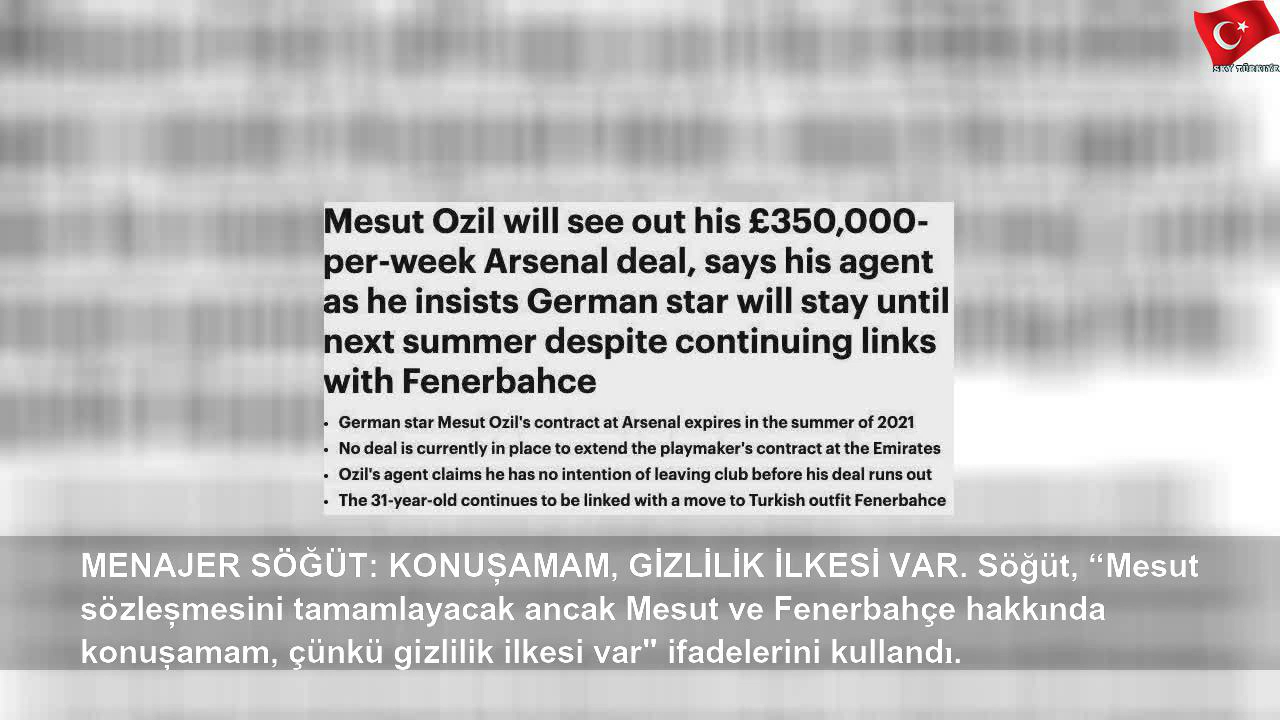 SKY TÜRKİYE
Mesut Ozil will see out his £350,000-
per-week Arsenal deal, says his agent
as he insists German star will stay until
next summer despite continuing links
with Fenerbahce
• German star Mesut Ozil's contract at Arsenal expires in the summer of 2021
• No deal is currently in place to extend the playmaker's contract at the Emirates
• Ozil's agent claims he has no intention of leaving club before his deal runs out
• The 31-year-old continues to be linked with a move to Turkish outfit Fenerbahce
MENAJER SÖĞÜT: KONUŞAMAM, GİZLİLİK İLKESİ VAR. Söğüt, “Mesut
sözleşmesini tamamlayacak ancak Mesut ve Fenerbahçe hakkında
konuşamam, çünkü gizlilik ilkesi var" ifadelerini kullandı.